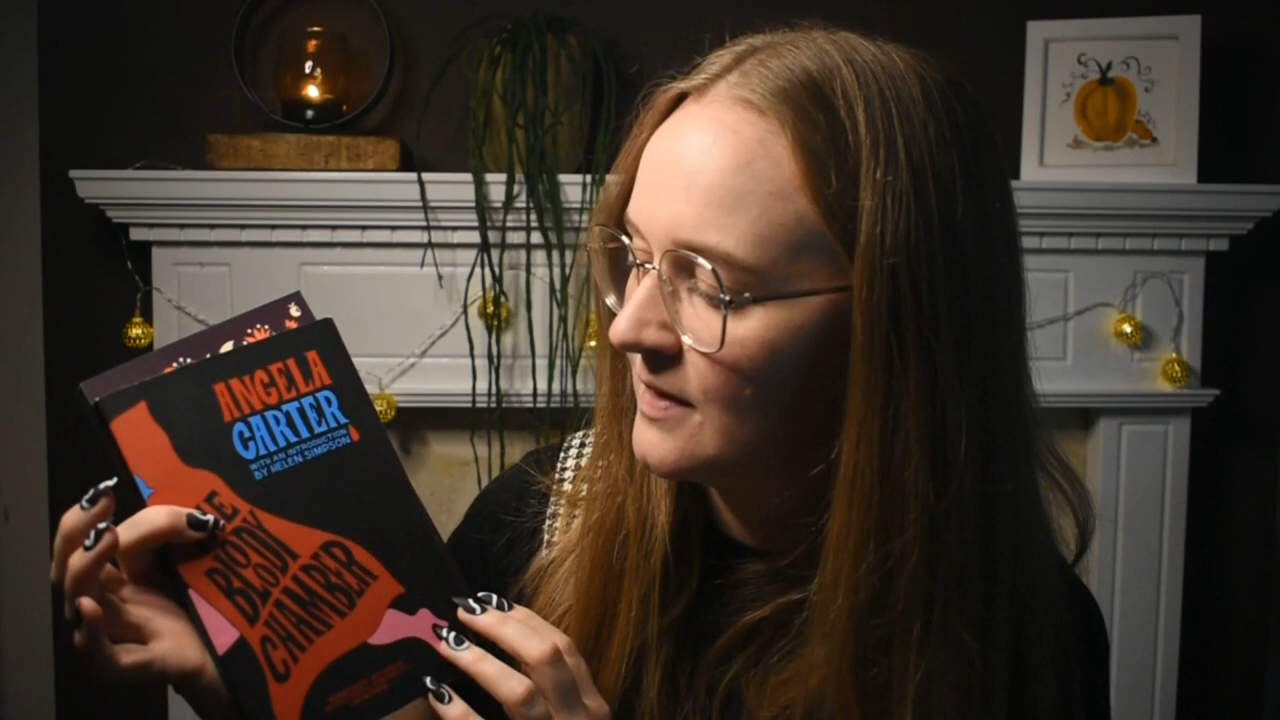 ANGELA
CARTER
WITH AN INTRODUCTION
BY HELEN SIMPSON
BLOODY
CHAMBER